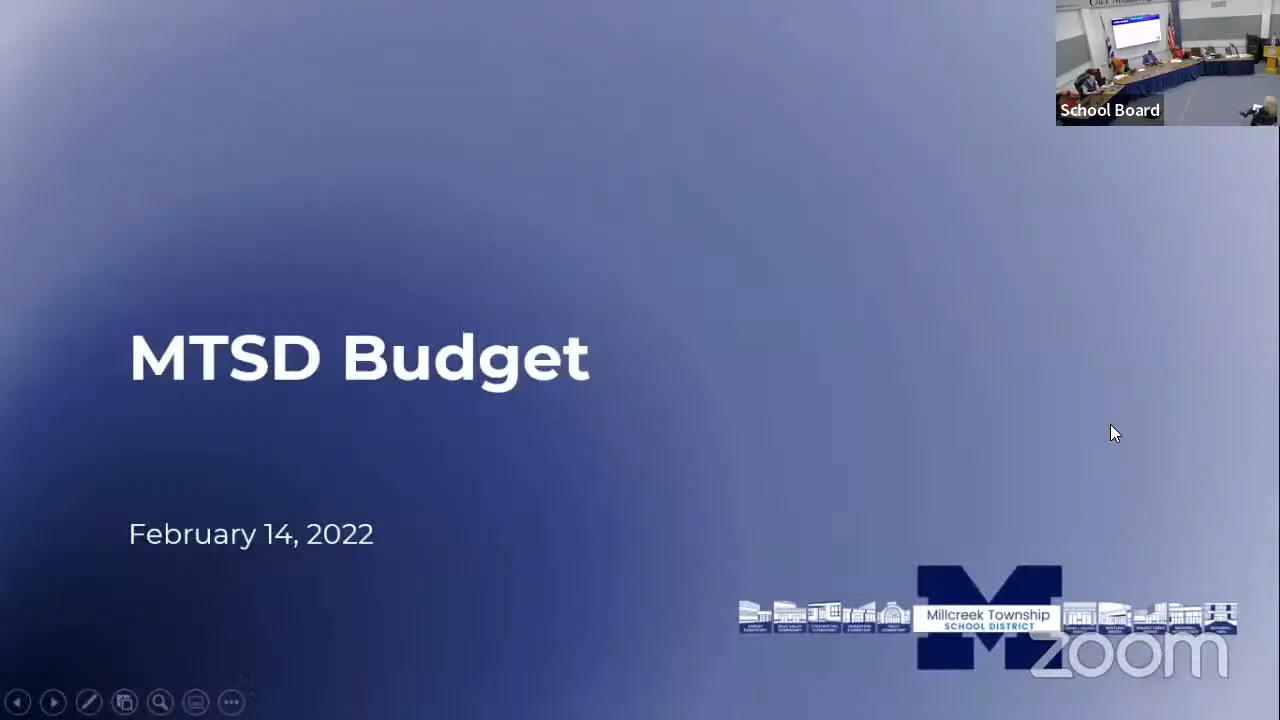 School Board
MTSD Budget
February 14, 2022
Millcreek Township
SCHOOL DISTRICT
zoom